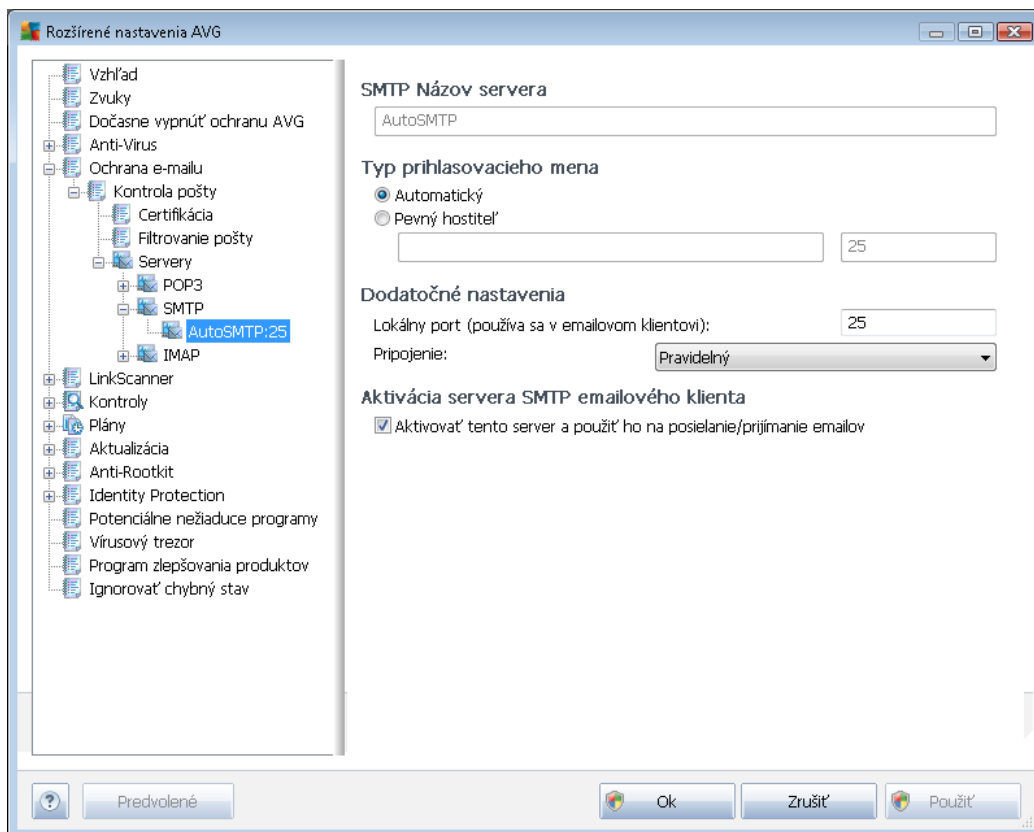 Rozšírené nastavenia AVG
Vzhľad
Zvuky
Dočasne vypnúť ochranu AVG
Anti-Virus
Ochrana e-mailu
Kontrola pošty
Certifikácia
Filtrovanie pošty
Servery
POP3
SMTP
AutoSMTP:25
IMAP
LinkScanner
Kontroly
Plány
Aktualizácia
Anti-Rootkit
Identity Protection
Potenciálne nežiaduce programy
Vírusový trezor
Program zlepšovania produktov
Ignorovať chybný stav
SMTP Názov servera
AutoSMTP
Typ prihlasovacieho mena
Automatický
Pevný hostiteľ
25
Dodatočné nastavenia
Lokálny port (používa sa v emailovom klientovi): 25
Pripojenie: Pravidelný
Aktivácia servera SMTP emailového klienta
Aktivovať tento server a použiť ho na posielanie/prijímanie emailov
? Predvolené Ok Zrušiť Použiť